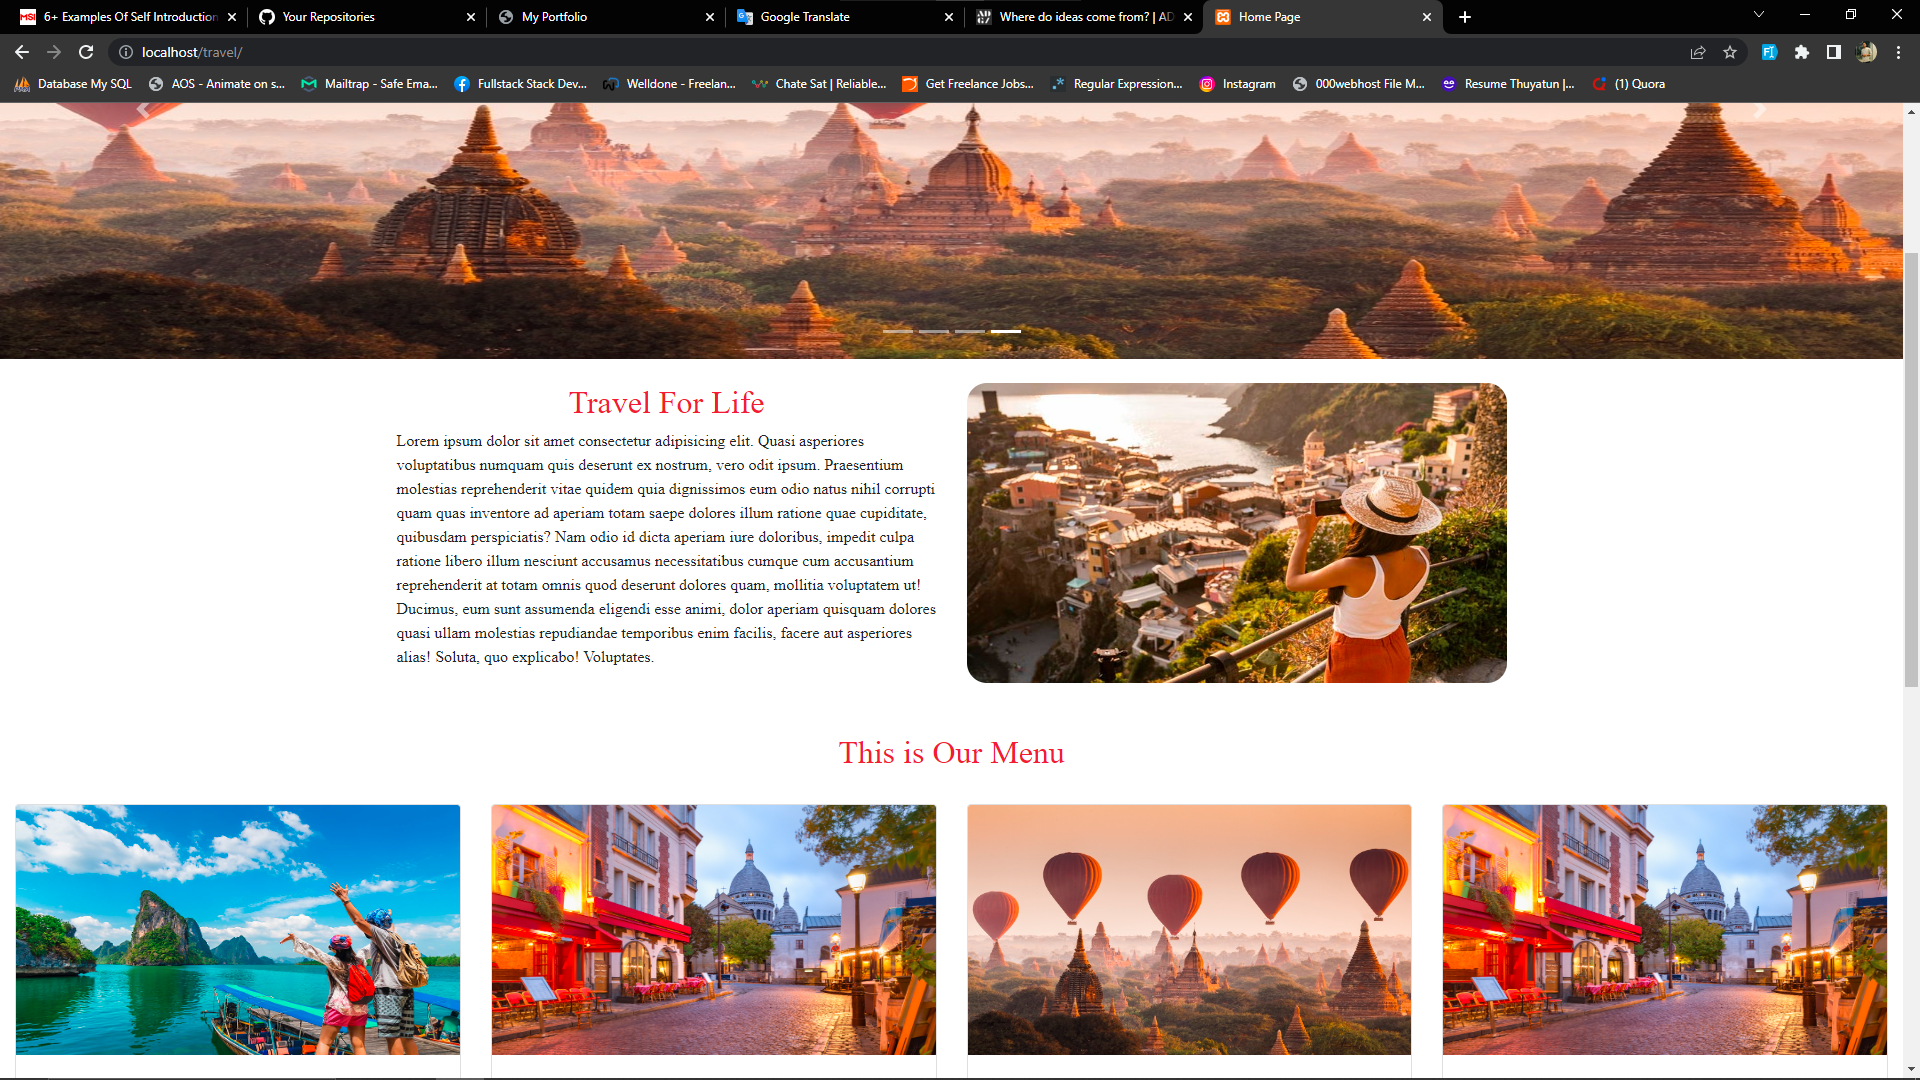 6+ Examples Of Self Introduction
Your Repositories
My Portfolio
Google Translate
Where do ideas come from? | AD
Home Page
localhost/travel/
Database My SQL
AOS - Animate on s...
Mailtrap - Safe Ema...
Fullstack Stack Dev...
Welldone - Freelan...
Chate Sat | Reliable...
Get Freelance Jobs...
Regular Expression...
Instagram
000webhost File M...
Resume Thuyatun |...
(1) Quora
Travel For Life
Lorem ipsum dolor sit amet consectetur adipisicing elit. Quasi asperiores
voluptatibus numquam quis deserunt ex nostrum, vero odit ipsum. Praesentium
molestias reprehenderit vitae quidem quia dignissimos eum odio natus nihil corrupti
quam quas inventore ad aperiam totam saepe dolores illum ratione quae cupiditate,
quibusdam perspiciatis? Nam odio id dicta aperiam iure doloribus, impedit culpa
ratione libero illum nesciunt accusamus necessitatibus cumque cum accusantium
reprehenderit at totam omnis quod deserunt dolores quam, mollitia voluptatem ut!
Ducimus, eum sunt assumenda eligendi esse animi, dolor aperiam quisquam dolores
quasi ullam molestias repudiandae temporibus enim facilis, facere aut asperiores
alias! Soluta, quo explicabo! Voluptates.
This is Our Menu